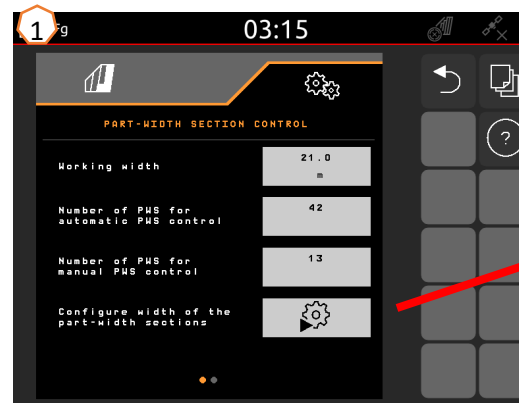 1
Fg
03:15
PART-WIDTH SECTION CONTROL
Working width
21.0
m
Number of PWS for
automatic PWS control
42
Number of PWS for
manual PWS control
13
Configure width of the
part-width sections
?